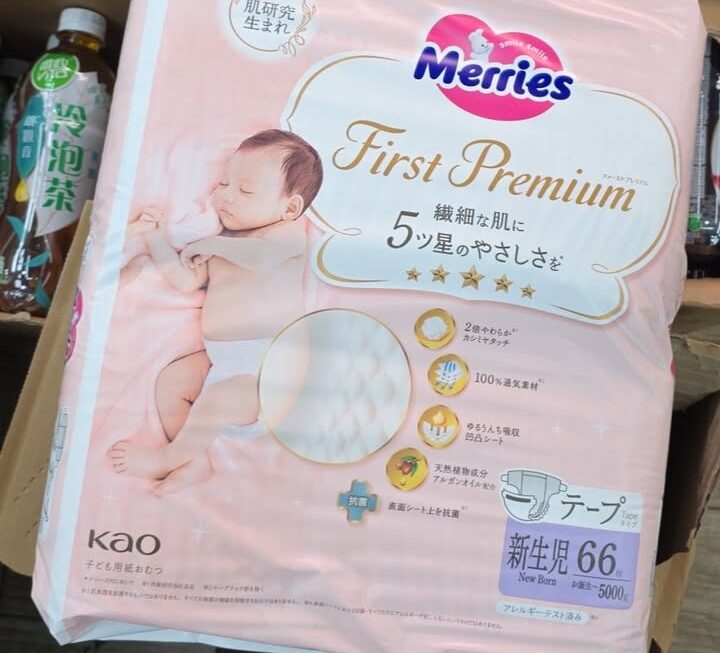 肌研究
生まれ
smile smile
Merries
First Premium
ファーストプレミアム
繊細な肌に
5ツ星のやさしさを
2倍やわらか
カシミヤタッチ
100%通気素材
ゆるうんち吸収
凹凸シート
天然植物成分
アルガンオイル配合
抗菌
表面シート上を抗菌
テープ
Tape
タイプ
新生児 66枚
New Born お誕生〜5000g
アレルギーテスト済み
Kao
子ども用紙おむつ
冷泡茶